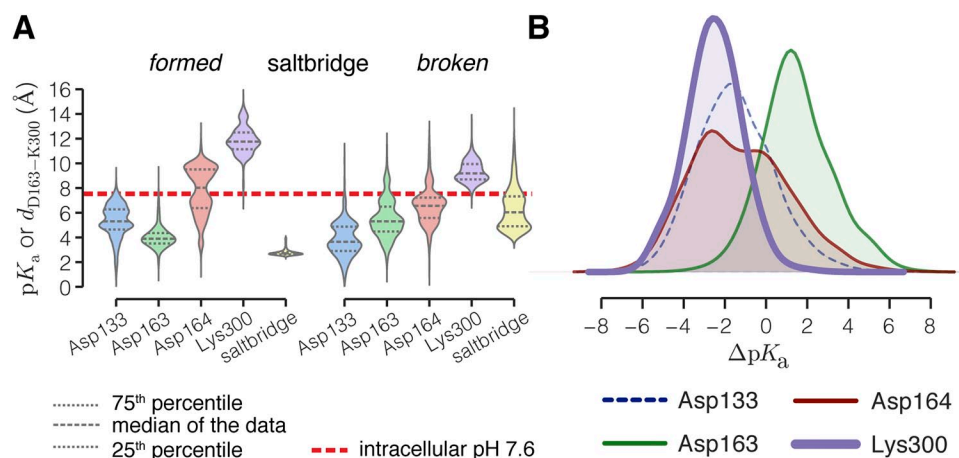 A
B
formed saltbridge broken
pKa or dD163–K300 (Å)
16
14
12
10
8
6
4
2
0
Asp133
Asp163
Asp164
Lys300
saltbridge
Asp133
Asp163
Asp164
Lys300
saltbridge
75th percentile
median of the data
25th percentile
intracellular pH 7.6
−8 −6 −4 −2 0 2 4 6 8
ΔpKa
Asp133
Asp164
Asp163
Lys300